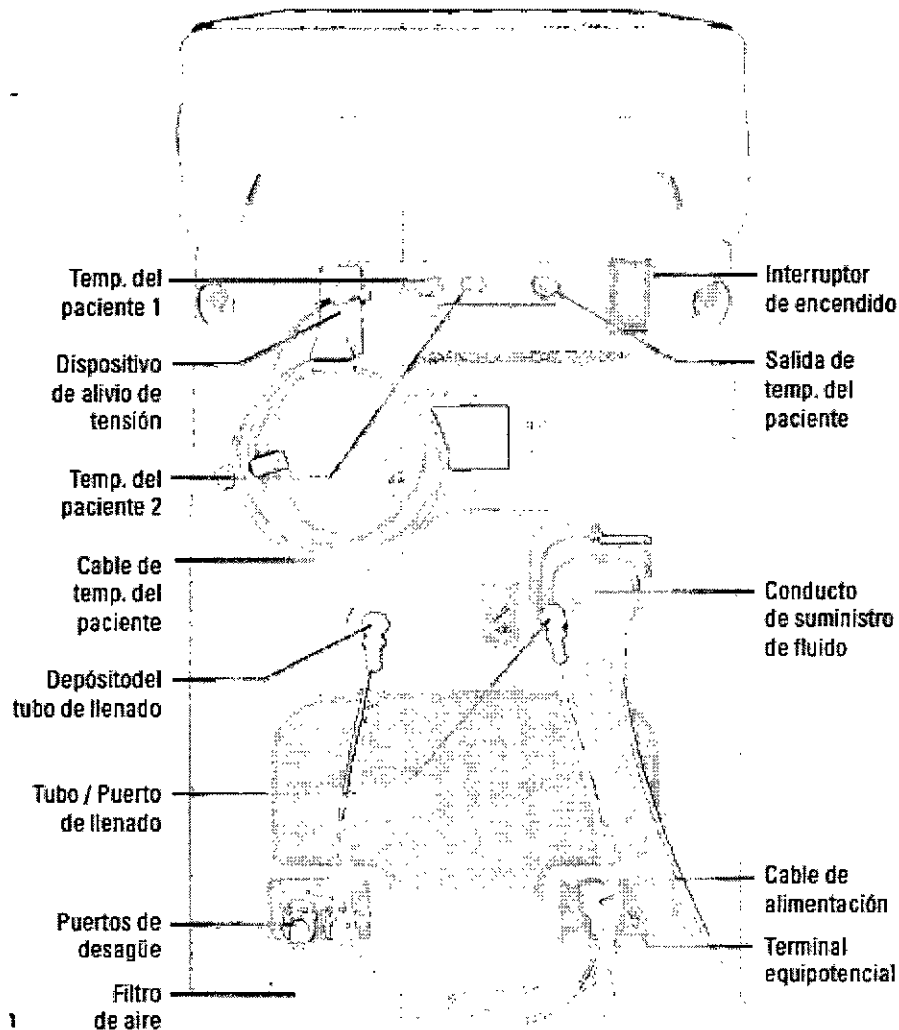 Temp. del
paciente 1
Dispositivo
de alivio de
tensión
Temp. del
paciente 2
Cable de
temp. del
paciente
Depósitodel
tubo de llenado
Tubo / Puerto
de llenado
Puertos de
desagüe
Filtro
de aire
Interruptor
de encendido
Salida de
temp. del
paciente
Conducto
de suministro
de fluido
Cable de
alimentación
Terminal
equipotencial